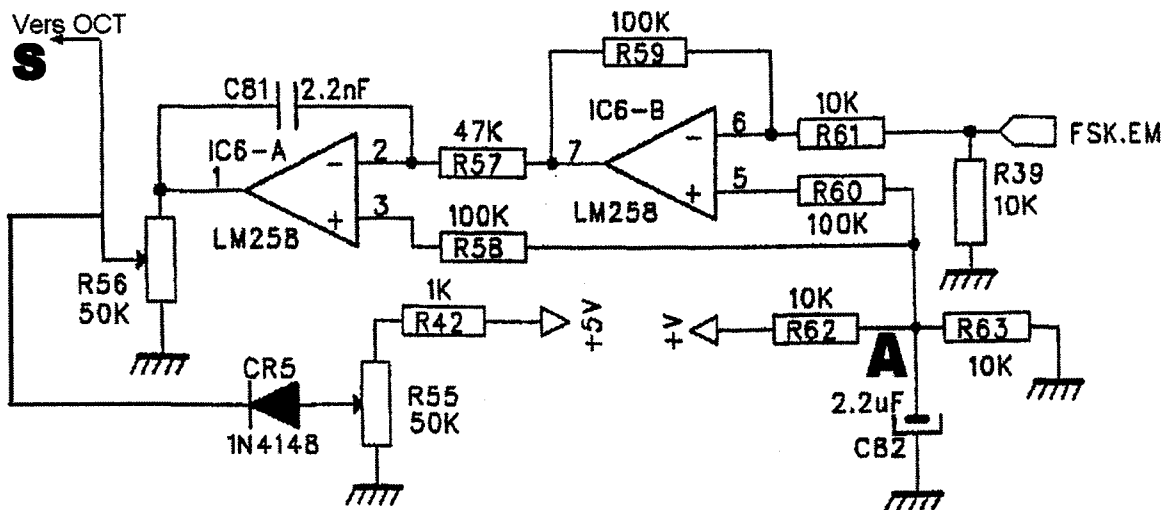 Vers OCT
S
100K
R59
C81
2.2nF
IC6-B
10K
IC6-A
47K
6
R61
FSK.EM
1
−
2
R57
7
−
5
R39
10K
+
3
100K
+
R60
LM258
R58
LM258
100K
R56
50K
1K
R42
+5V
+V
10K
R62
R63
10K
A
CR5
1N4148
R55
50K
2.2uF
C82